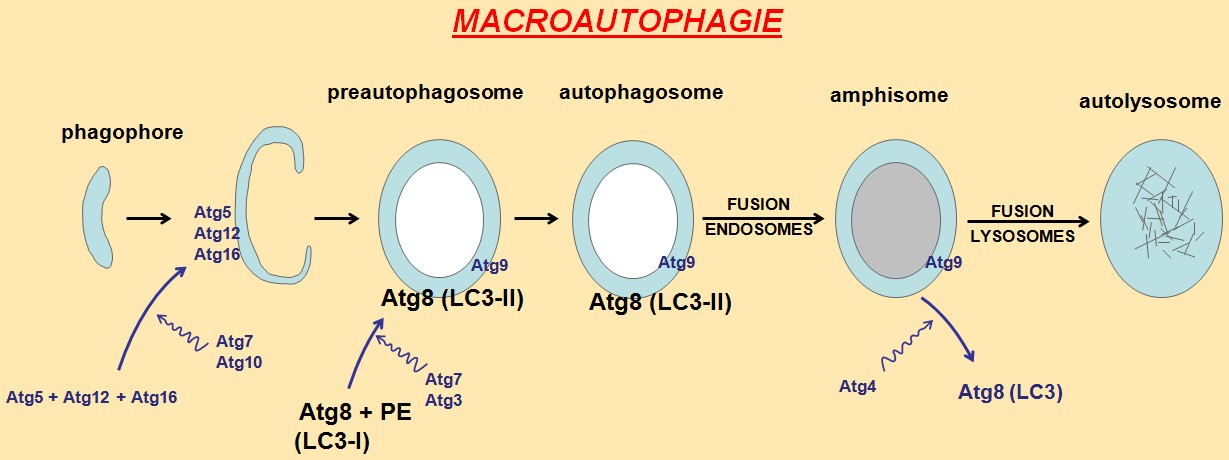 MACROAUTOPHAGIE
phagophore
preautophagosome
autophagosome
amphisome
autolysosome
Atg5
Atg12
Atg16
Atg9
Atg8 (LC3-II)
Atg9
Atg8 (LC3-II)
FUSION
ENDOSOMES
Atg9
FUSION
LYSOSOMES
Atg7
Atg10
Atg5 + Atg12 + Atg16
Atg7
Atg3
Atg8 + PE
(LC3-I)
Atg4
Atg8 (LC3)